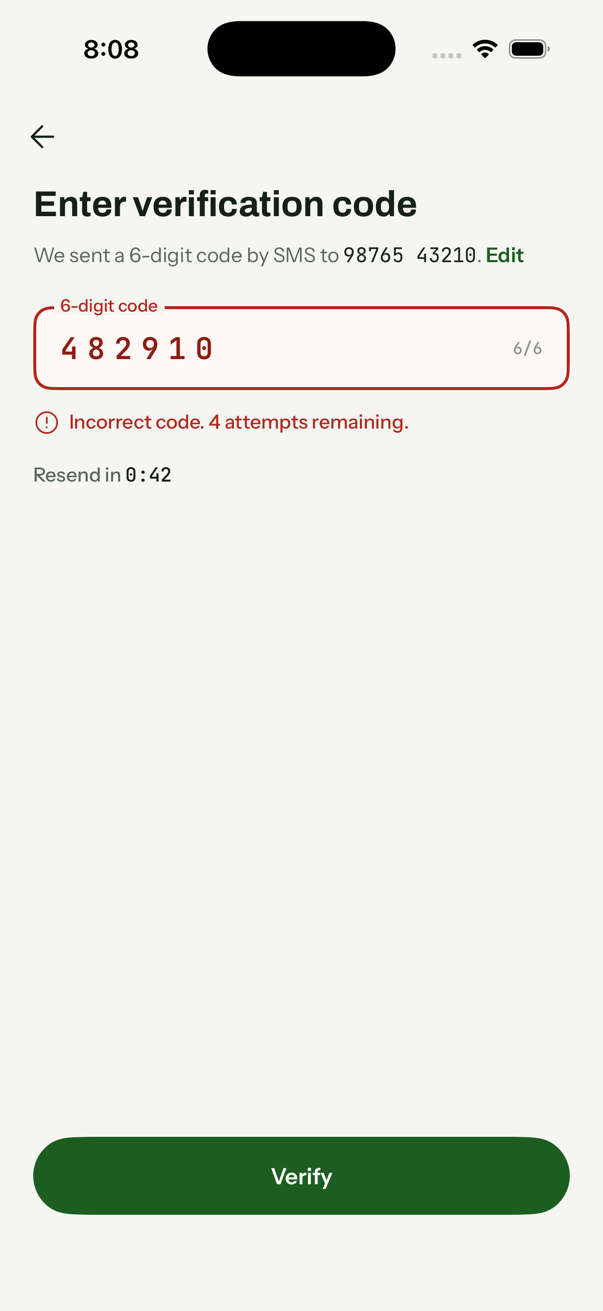 8:08
Enter verification code
We sent a 6-digit code by SMS to 98765 43210. Edit
6-digit code
482910 6/6
Incorrect code. 4 attempts remaining.
Resend in 0:42
Verify